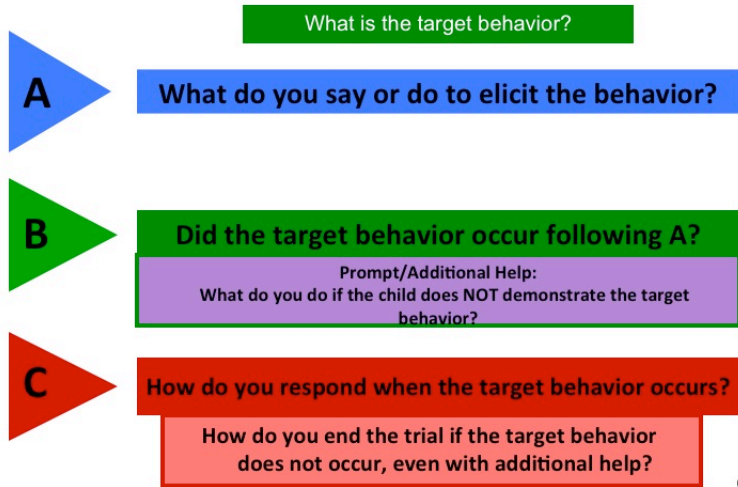 What is the target behavior?
A
What do you say or do to elicit the behavior?
B
Did the target behavior occur following A?
Prompt/Additional Help:
What do you do if the child does NOT demonstrate the target
behavior?
C
How do you respond when the target behavior occurs?
How do you end the trial if the target behavior
does not occur, even with additional help?